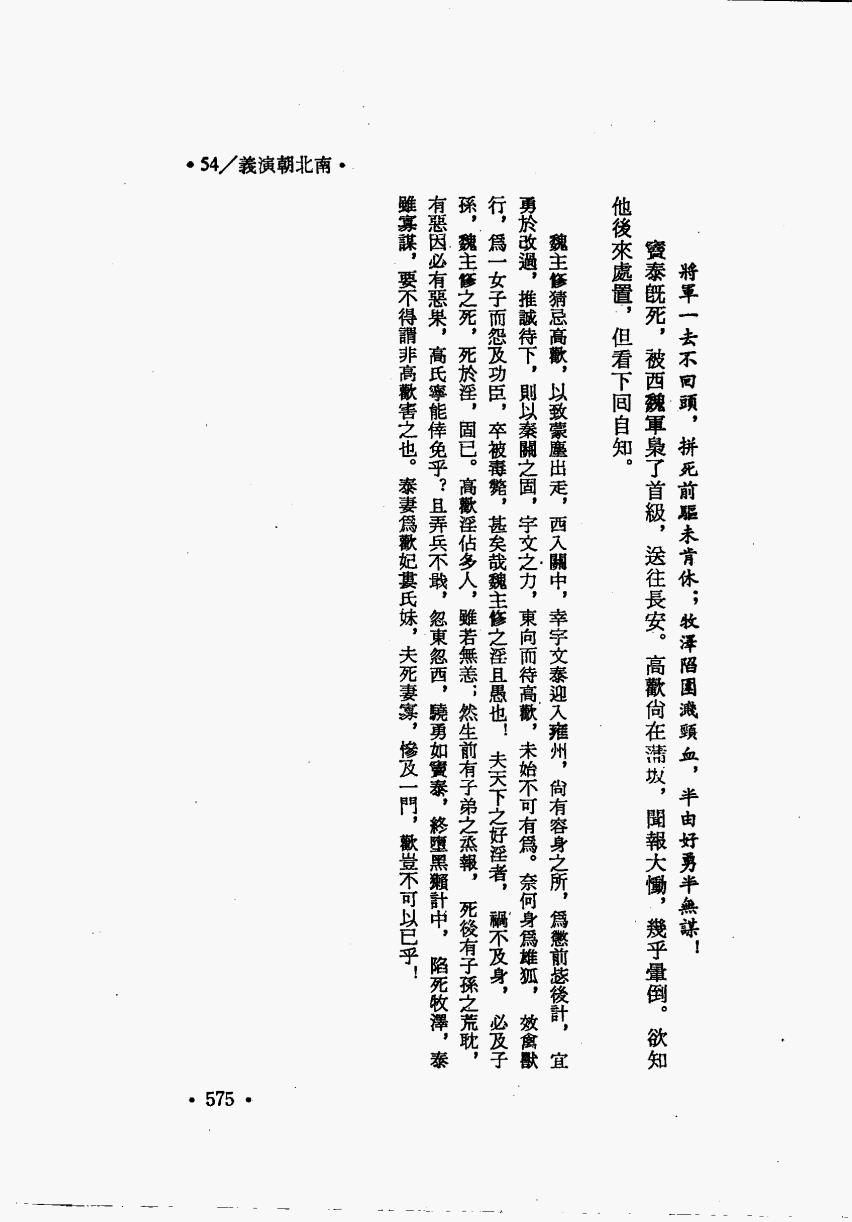 •54／義演朝北南•
將軍一去不回頭，拼死前驅未肯休；牧澤陷圍濺頸血，半由好勇半無謀！
竇泰旣死，被西魏軍梟了首級，送往長安。高歡尙在蒲坂，聞報大慟，幾乎暈倒。欲知
他後來處置，但看下回自知。
魏主修猜忌高歡，以致蒙塵出走，西入關中，幸宇文泰迎入雍州，尙有容身之所，爲懲前毖後計，宜
勇於改過，推誠待下，則以秦關之固，宇文之力，東向而待高歡，未始不可有爲。奈何身爲雄狐，效禽獸
行，爲一女子而怨及功臣，卒被毒斃，甚矣哉魏主修之淫且愚也！夫天下之好淫者，禍不及身，必及子
孫，魏主修之死，死於淫，固已。高歡淫佔多人，雖若無恙；然生前有子弟之烝報，死後有子孫之荒耽，
有惡因必有惡果，高氏寧能倖免乎？且弄兵不戢，忽東忽西，驍勇如竇泰，終墮黑獺計中，陷死牧澤，泰
雖寡謀，要不得謂非高歡害之也。泰妻爲歡妃婁氏妹，夫死妻寡，慘及一門，歡豈不可以已乎！
•575•